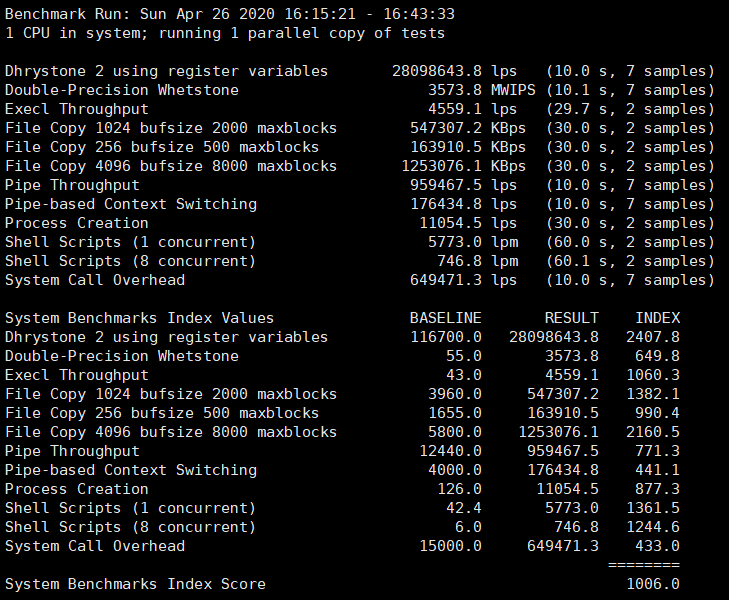 Benchmark Run: Sun Apr 26 2020 16:15:21 - 16:43:33
1 CPU in system; running 1 parallel copy of tests
Dhrystone 2 using register variables 28098643.8 lps (10.0 s, 7 samples)
Double-Precision Whetstone 3573.8 MWIPS (10.1 s, 7 samples)
Execl Throughput 4559.1 lps (29.7 s, 2 samples)
File Copy 1024 bufsize 2000 maxblocks 547307.2 KBps (30.0 s, 2 samples)
File Copy 256 bufsize 500 maxblocks 163910.5 KBps (30.0 s, 2 samples)
File Copy 4096 bufsize 8000 maxblocks 1253076.1 KBps (30.0 s, 2 samples)
Pipe Throughput 959467.5 lps (10.0 s, 7 samples)
Pipe-based Context Switching 176434.8 lps (10.0 s, 7 samples)
Process Creation 11054.5 lps (30.0 s, 2 samples)
Shell Scripts (1 concurrent) 5773.0 lpm (60.0 s, 2 samples)
Shell Scripts (8 concurrent) 746.8 lpm (60.1 s, 2 samples)
System Call Overhead 649471.3 lps (10.0 s, 7 samples)
System Benchmarks Index Values BASELINE RESULT INDEX
Dhrystone 2 using register variables 116700.0 28098643.8 2407.8
Double-Precision Whetstone 55.0 3573.8 649.8
Execl Throughput 43.0 4559.1 1060.3
File Copy 1024 bufsize 2000 maxblocks 3960.0 547307.2 1382.1
File Copy 256 bufsize 500 maxblocks 1655.0 163910.5 990.4
File Copy 4096 bufsize 8000 maxblocks 5800.0 1253076.1 2160.5
Pipe Throughput 12440.0 959467.5 771.3
Pipe-based Context Switching 4000.0 176434.8 441.1
Process Creation 126.0 11054.5 877.3
Shell Scripts (1 concurrent) 42.4 5773.0 1361.5
Shell Scripts (8 concurrent) 6.0 746.8 1244.6
System Call Overhead 15000.0 649471.3 433.0
========
System Benchmarks Index Score 1006.0